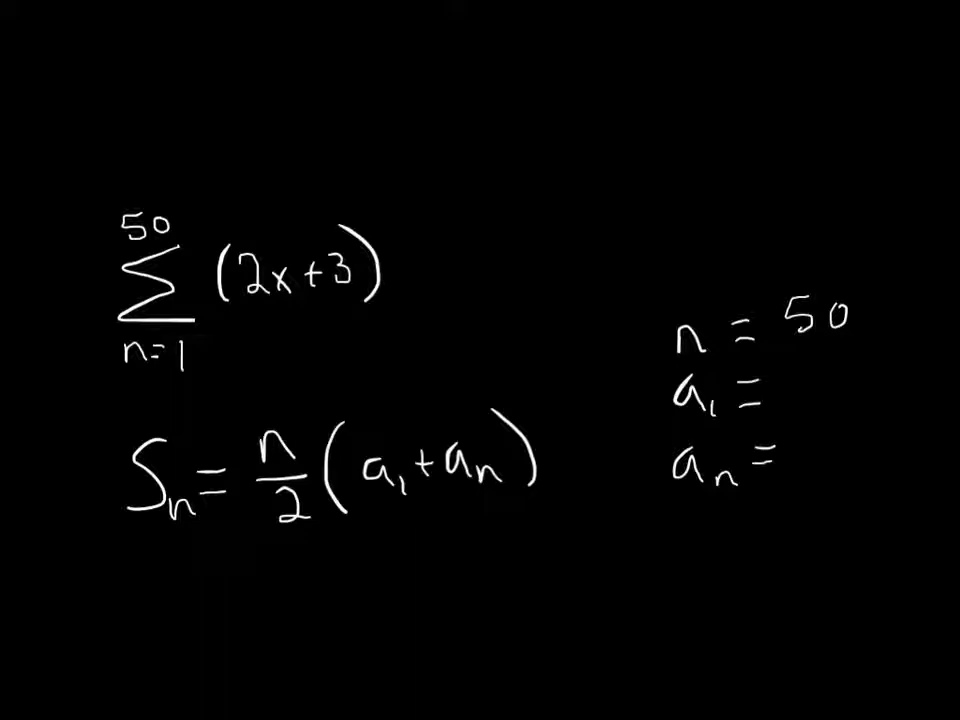 50
∑ (2x+3)
n=1
n = 50
a₁ =
aₙ =
Sₙ = n/2 (a₁+aₙ)